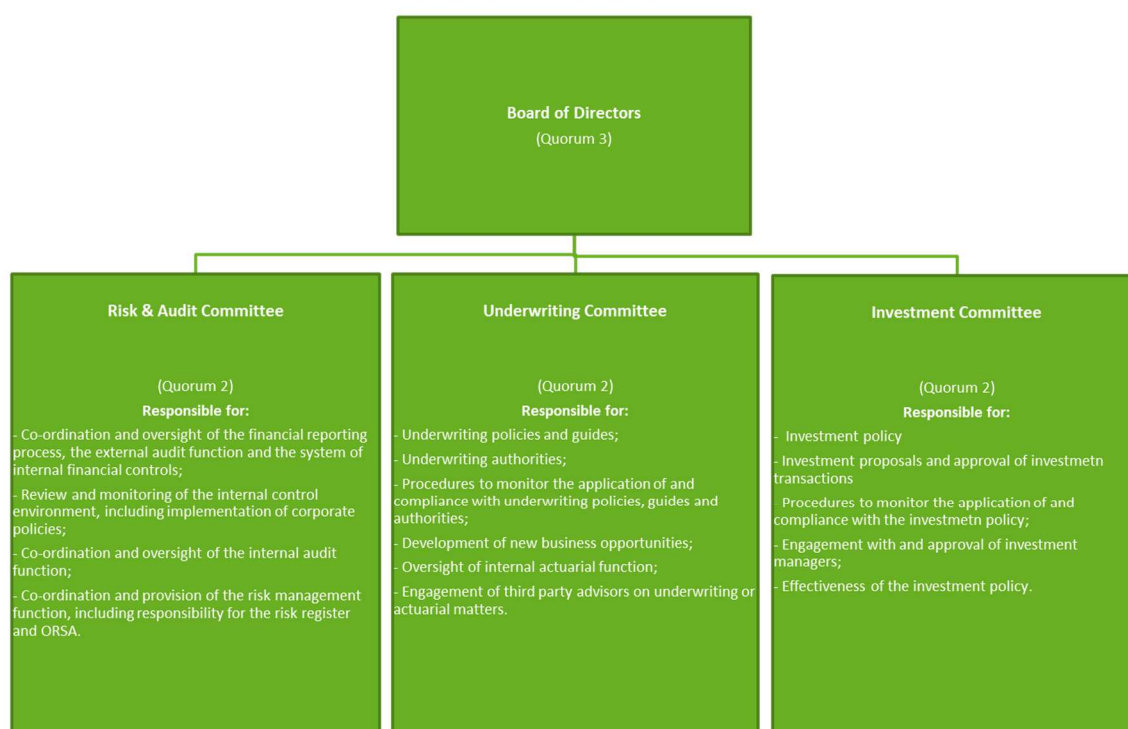 Board of Directors
(Quorum 3)
Risk & Audit Committee
(Quorum 2)
Responsible for:
- Co-ordination and oversight of the financial reporting
process, the external audit function and the system of
internal financial controls;
- Review and monitoring of the internal control
environment, including implementation of corporate
policies;
- Co-ordination and oversight of the internal audit
function;
- Co-ordination and provision of the risk management
function, including responsibility for the risk register
and ORSA.
Underwriting Committee
(Quorum 2)
Responsible for:
- Underwriting policies and guides;
- Underwriting authorities;
- Procedures to monitor the application of and
compliance with underwriting policies, guides and
authorities;
- Development of new business opportunities;
- Oversight of internal actuarial function;
- Engagement of third party advisors on underwriting or
actuarial matters.
Investment Committee
(Quorum 2)
Responsible for:
- Investment policy
- Investment proposals and approval of investmetn
transactions
- Procedures to monitor the application of and
compliance with the investmetn policy;
- Engagement with and approval of investment
managers;
- Effectiveness of the investment policy.